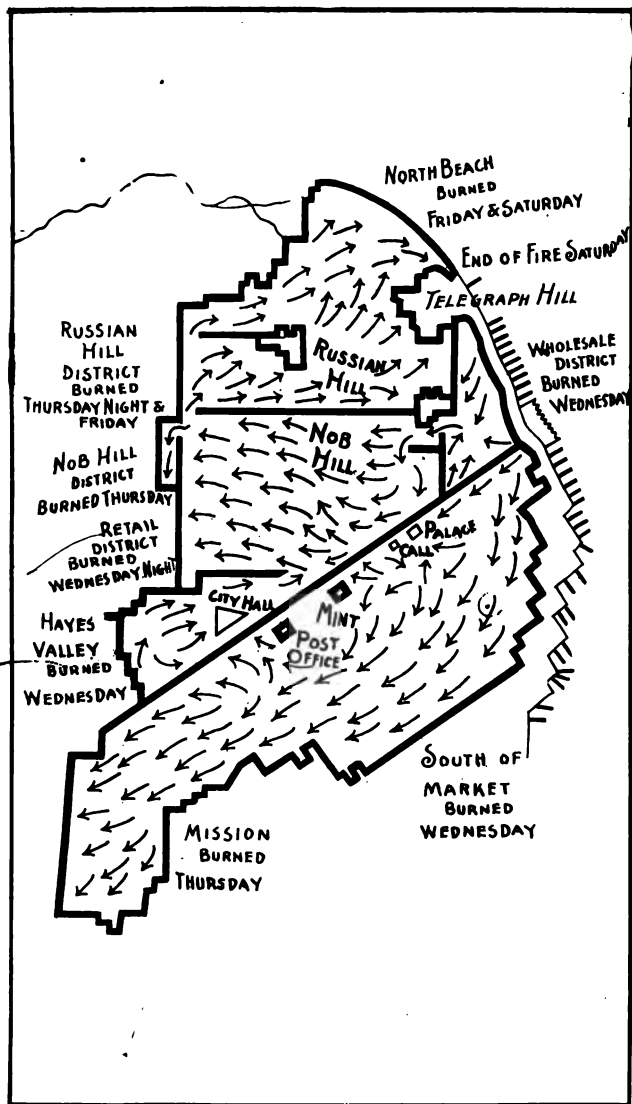 NORTH BEACH
BURNED
FRIDAY & SATURDAY
END OF FIRE SATURDAY
TELEGRAPH HILL
WHOLESALE
DISTRICT
BURNED
WEDNESDAY
RUSSIAN
HILL
DISTRICT
BURNED
THURSDAY NIGHT &
FRIDAY
RUSSIAN
HILL
NOB HILL
DISTRICT
BURNED THURSDAY
NOB
HILL
RETAIL
DISTRICT
BURNED
WEDNESDAY NIGHT
PALACE
CALL
CITY HALL
MINT
POST
OFFICE
HAYES
VALLEY
BURNED
WEDNESDAY
SOUTH OF
MARKET
BURNED
WEDNESDAY
MISSION
BURNED
THURSDAY